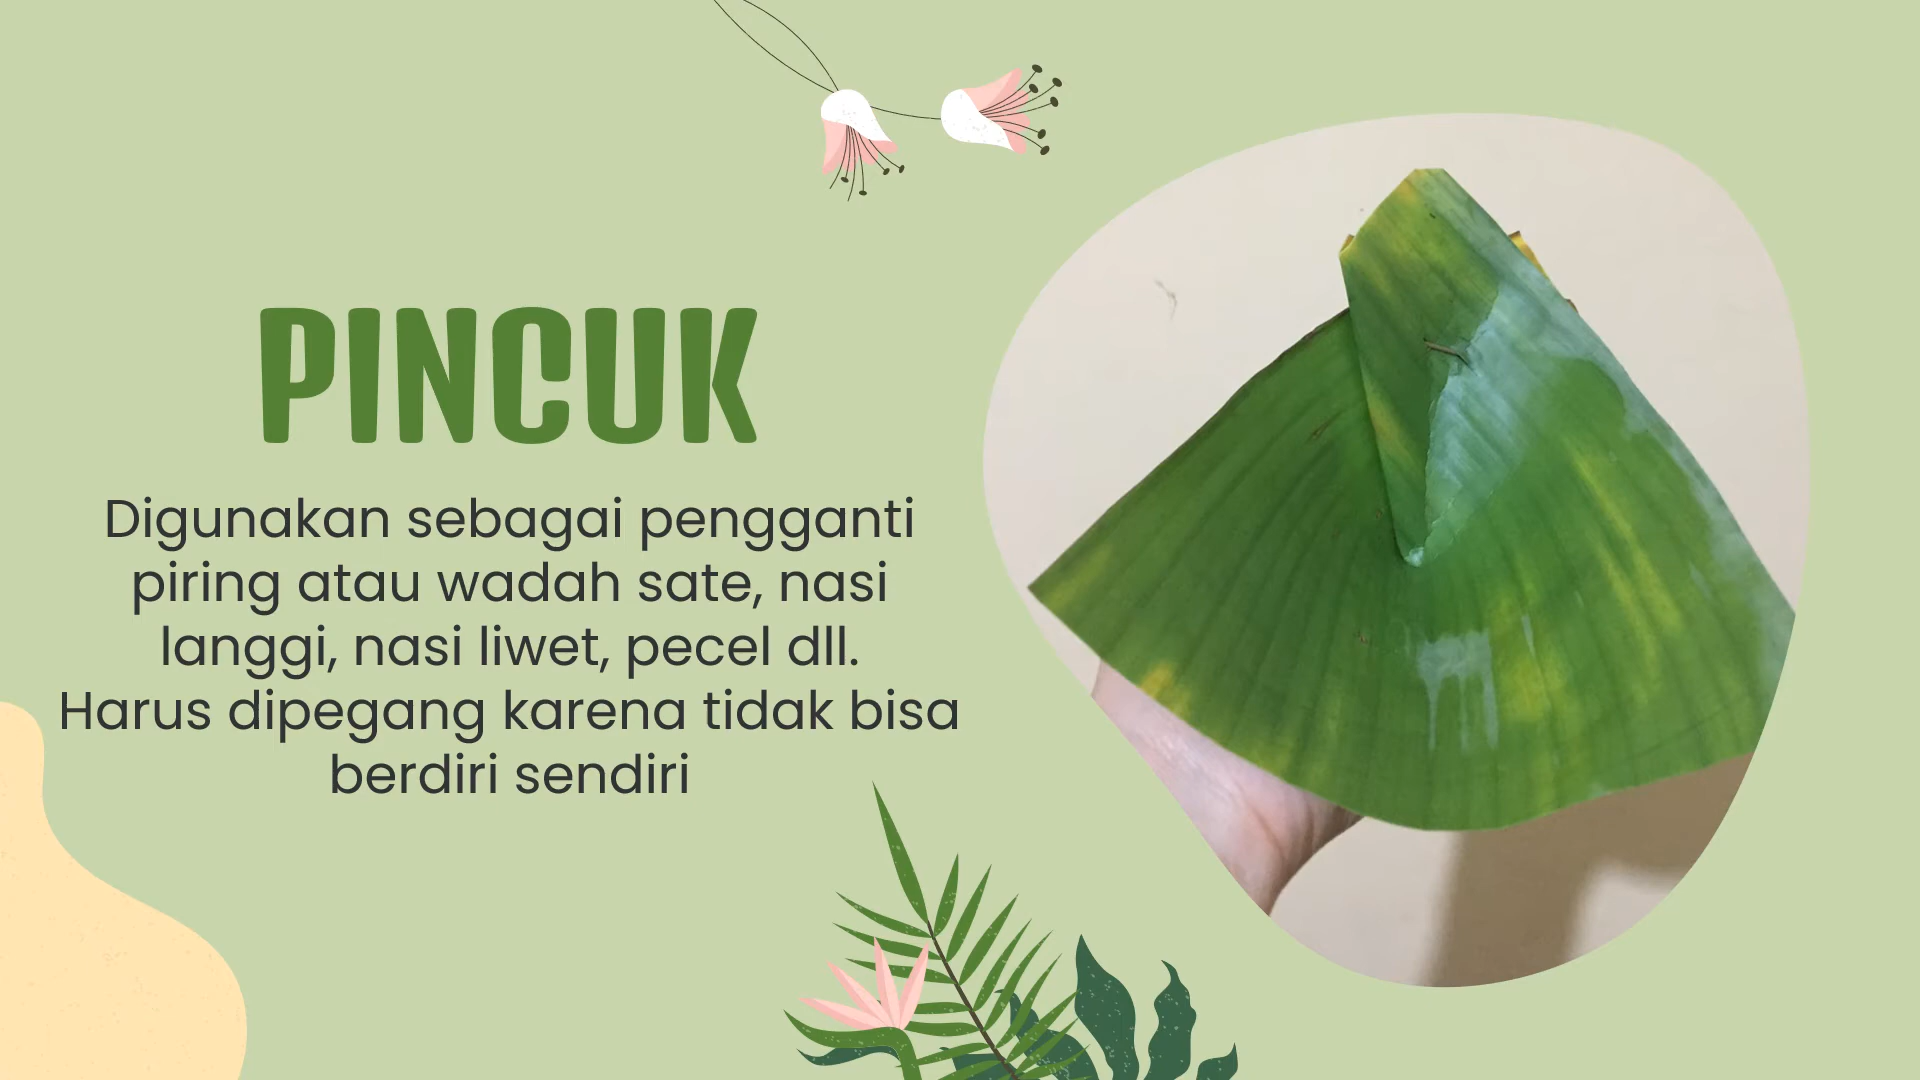 PINCUK
Digunakan sebagai pengganti
piring atau wadah sate, nasi
langgi, nasi liwet, pecel dll.
Harus dipegang karena tidak bisa
berdiri sendiri